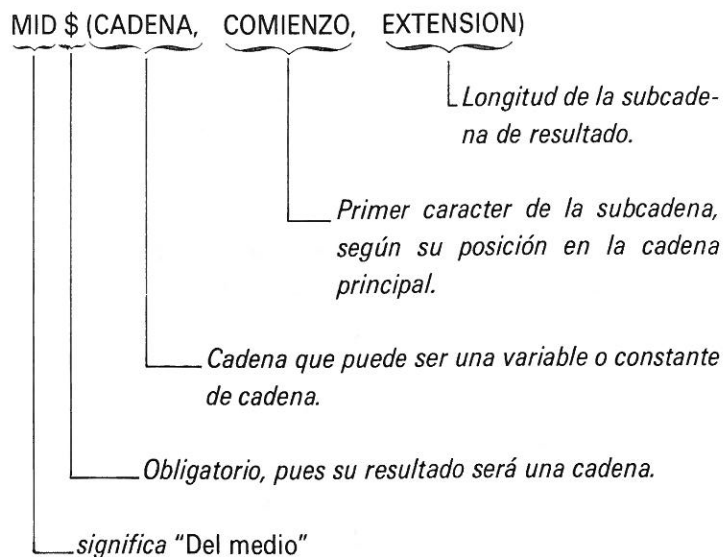 MID $ (CADENA, COMIENZO, EXTENSION)
Longitud de la subcade-
na de resultado.
Primer caracter de la subcadena,
según su posición en la cadena
principal.
Cadena que puede ser una variable o constante
de cadena.
Obligatorio, pues su resultado será una cadena.
significa "Del medio"